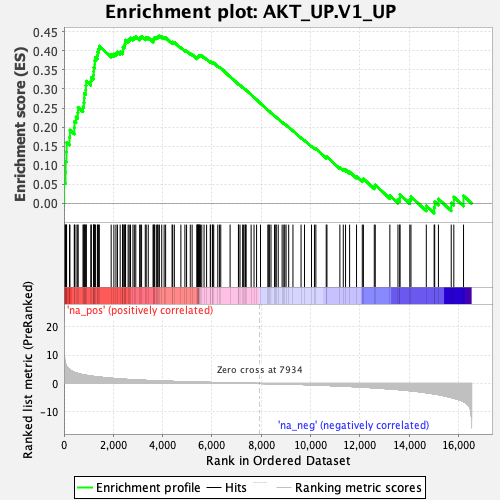 Enrichment plot: AKT_UP.V1_UP
Enrichment score (ES)
0.45
0.40
0.35
0.30
0.25
0.20
0.15
0.10
0.05
0.00
'na_pos' (positively correlated)
Ranked list metric (PreRanked)
20
10
0
-10
Zero cross at 7934
'na_neg' (negatively correlated)
0 2,000 4,000 6,000 8,000 10,000 12,000 14,000 16,000
Rank in Ordered Dataset
Enrichment profile Hits Ranking metric scores